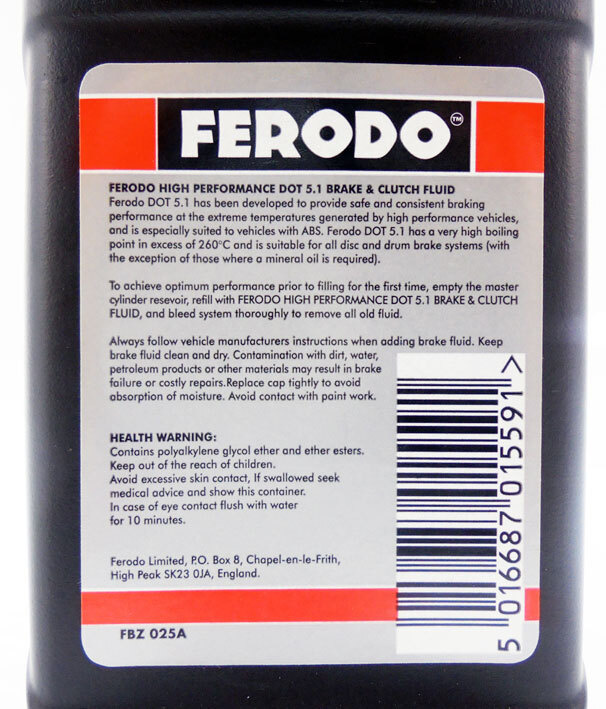 FERODO™
FERODO HIGH PERFORMANCE DOT 5.1 BRAKE & CLUTCH FLUID
Ferodo DOT 5.1 has been developed to provide safe and consistent braking
performance at the extreme temperatures generated by high performance vehicles,
and is especially suited to vehicles with ABS. Ferodo DOT 5.1 has a very high boiling
point in excess of 260°C and is suitable for all disc and drum brake systems (with
the exception of those where a mineral oil is required).
To achieve optimum performance prior to filling for the first time, empty the master
cylinder resevoir, refill with FERODO HIGH PERFORMANCE DOT 5.1 BRAKE & CLUTCH
FLUID, and bleed system thoroughly to remove all old fluid.
Always follow vehicle manufacturers instructions when adding brake fluid. Keep
brake fluid clean and dry. Contamination with dirt, water,
petroleum products or other materials may result in brake
failure or costly repairs.Replace cap tightly to avoid
absorption of moisture. Avoid contact with paint work.
HEALTH WARNING:
Contains polyalkylene glycol ether and ether esters.
Keep out of the reach of children.
Avoid excessive skin contact, If swallowed seek
medical advice and show this container.
In case of eye contact flush with water
for 10 minutes.
Ferodo Limited, P.O. Box 8, Chapel-en-le-Frith,
High Peak SK23 0JA, England.
FBZ 025A
5 016687 015591 >